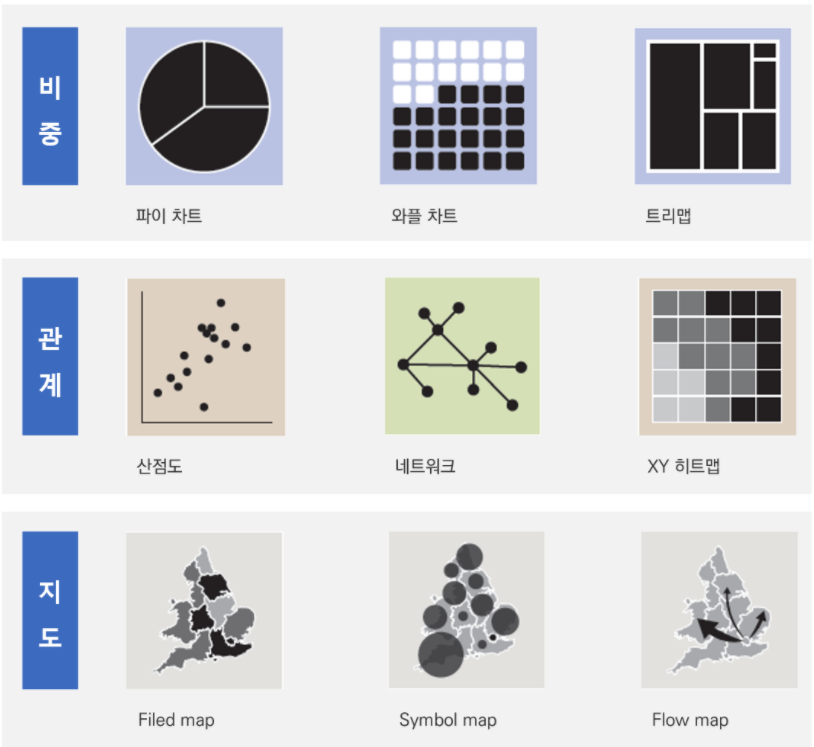 비
중
파이 차트
와플 차트
트리맵
관
계
산점도
네트워크
XY 히트맵
지
도
Filed map
Symbol map
Flow map